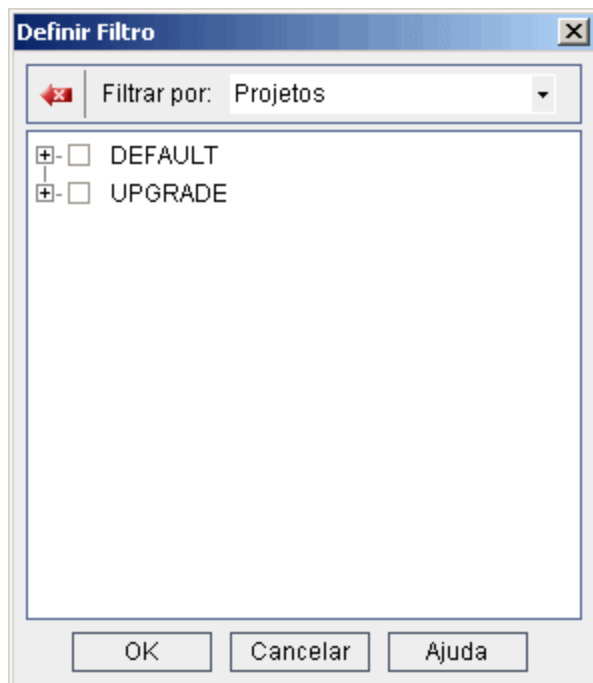 Definir Filtro
Filtrar por: Projetos
DEFAULT
UPGRADE
OK Cancelar Ajuda